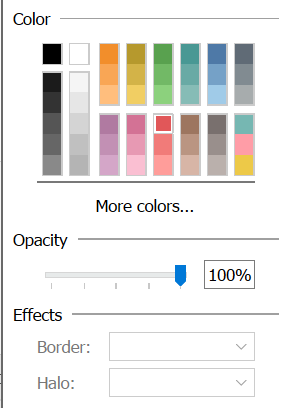 Color
More colors...
Opacity
100%
Effects
Border:
Halo: